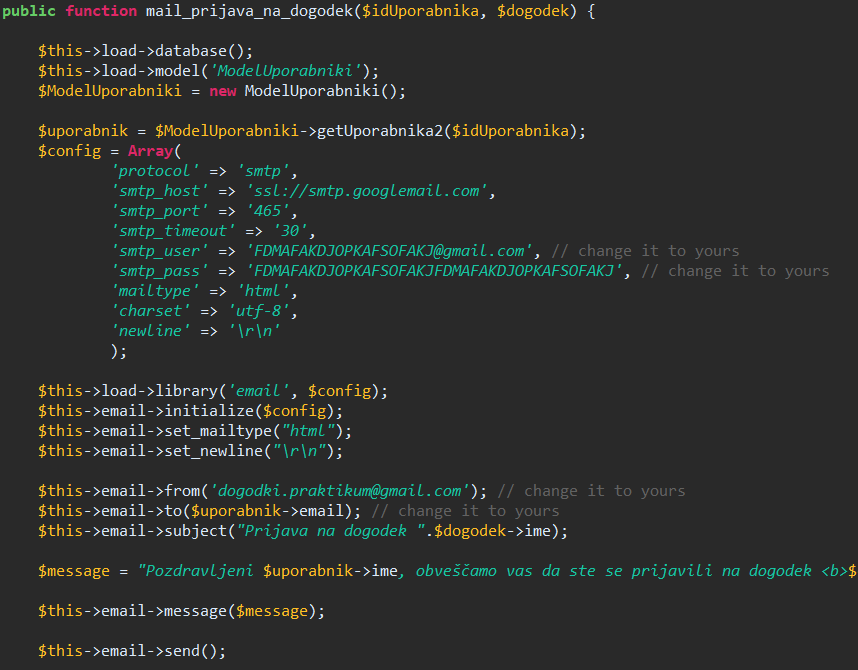 public function mail_prijava_na_dogodek($idUporabnika, $dogodek) {
$this->load->database();
$this->load->model('ModelUporabniki');
$ModelUporabniki = new ModelUporabniki();
$uporabnik = $ModelUporabniki->getUporabnika2($idUporabnika);
$config = Array(
'protocol' => 'smtp',
'smtp_host' => 'ssl://smtp.googlemail.com',
'smtp_port' => '465',
'smtp_timeout' => '30',
'smtp_user' => 'FDMAFAKDJOPKAFSOFAKJ@gmail.com', // change it to yours
'smtp_pass' => 'FDMAFAKDJOPKAFSOFAKJFDMAFAKDJOPKAFSOFAKJ', // change it to yours
'mailtype' => 'html',
'charset' => 'utf-8',
'newline' => '\r\n'
);
$this->load->library('email', $config);
$this->email->initialize($config);
$this->email->set_mailtype("html");
$this->email->set_newline("\r\n");
$this->email->from('dogodki.praktikum@gmail.com'); // change it to yours
$this->email->to($uporabnik->email); // change it to yours
$this->email->subject("Prijava na dogodek ".$dogodek->ime);
$message = "Pozdravljeni $uporabnik->ime, obveščamo vas da ste se prijavili na dogodek <b>$
$this->email->message($message);
$this->email->send();